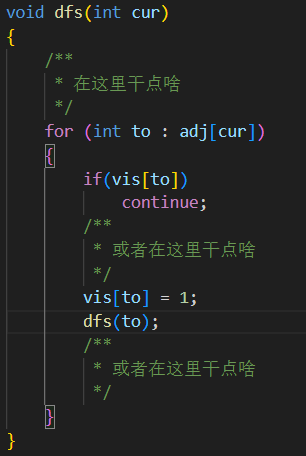 void dfs(int cur)
{
    /**
     * 在这里干点啥
     */
    for (int to : adj[cur])
    {
        if(vis[to])
            continue;
        /**
         * 或者在这里干点啥
         */
        vis[to] = 1;
        dfs(to);
        /**
         * 或者在这里干点啥
         */
    }
}